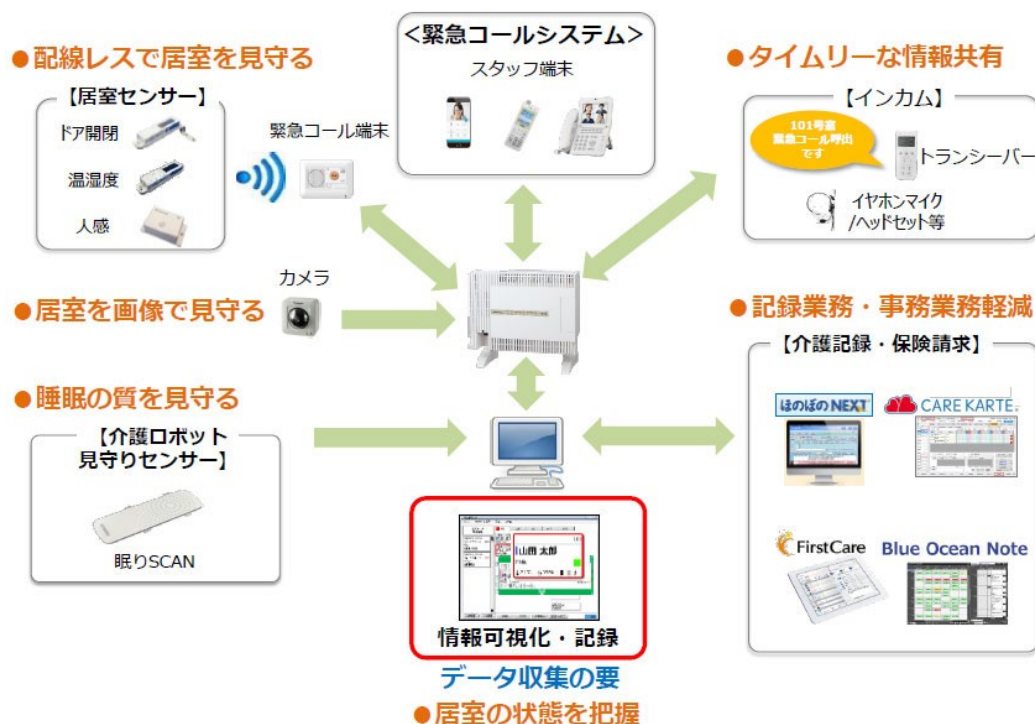 ●配線レスで居室を見守る
【居室センサー】
ドア開閉
温湿度
人感
緊急コール端末
<緊急コールシステム>
スタッフ端末
●タイムリーな情報共有
【インカム】
101号室
緊急コール呼出
です
トランシーバー
イヤホンマイク
/ヘッドセット等
●居室を画像で見守る
カメラ
●睡眠の質を見守る
【介護ロボット
見守りセンサー】
眠りSCAN
山田 太郎
情報可視化・記録
データ収集の要
●居室の状態を把握
●記録業務・事務業務軽減
【介護記録・保険請求】
ほのぼのNEXT
CARE KARTE
FirstCare
Blue Ocean Note